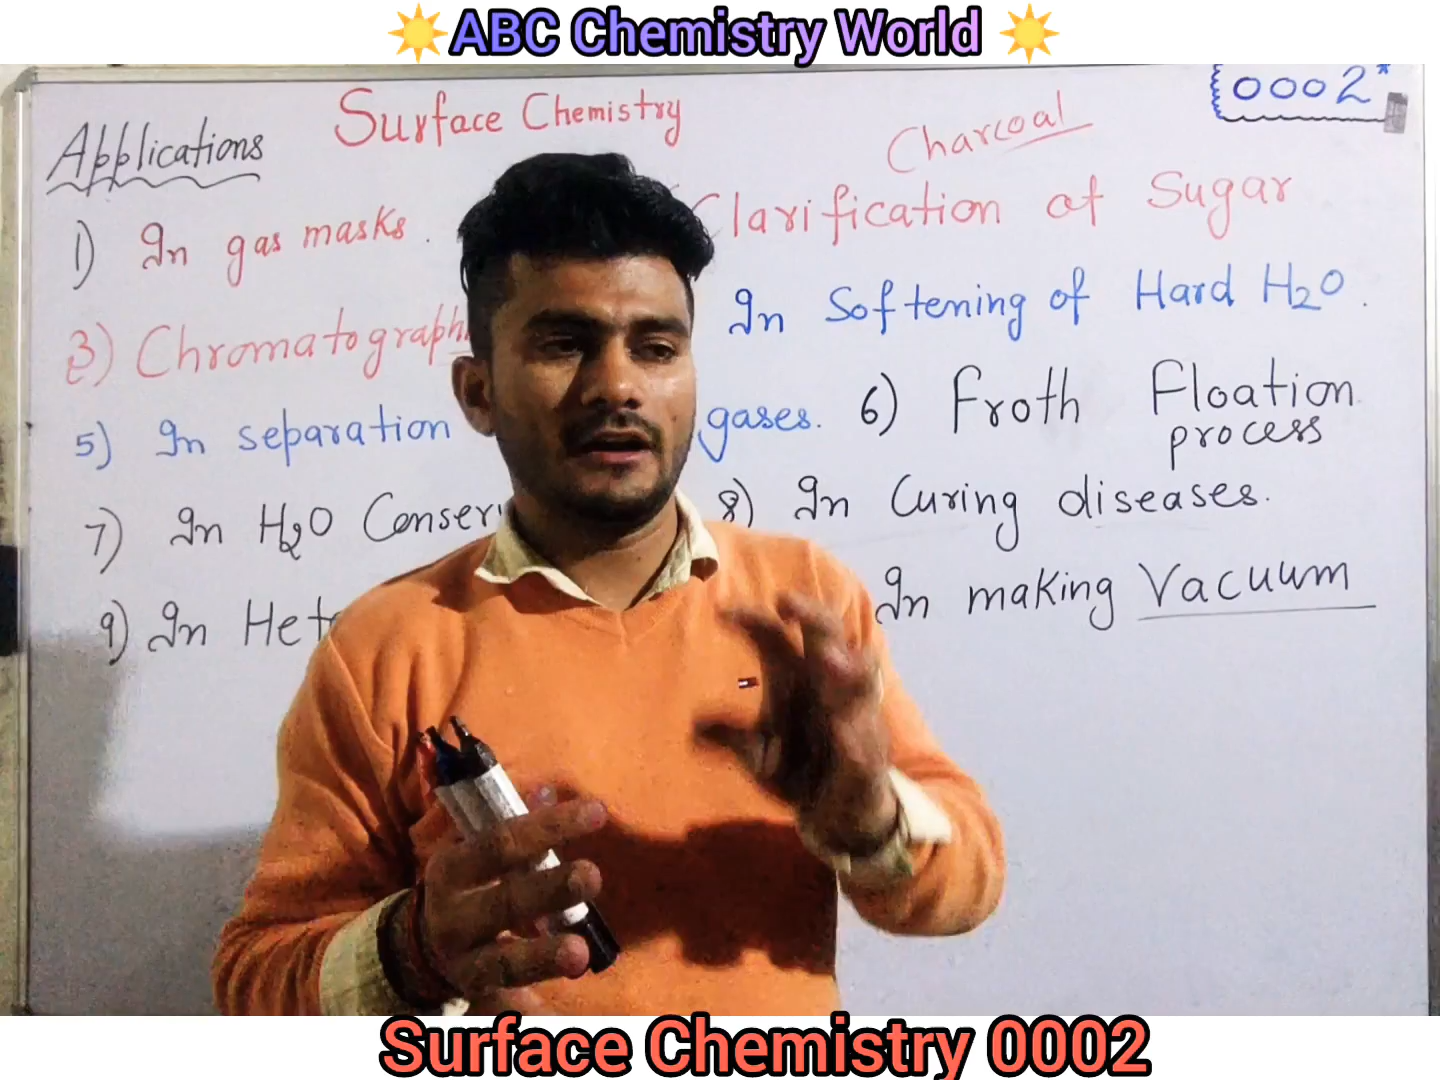 ABC Chemistry World
0002
Surface Chemistry
Charcoal
Applications
1) In gas masks.
Clarification of Sugar
3) Chromatograph
In Softening of Hard H2O.
5) In separation gases.
6) Froth Floation process
7) In H2O Conser
8) In Curing diseases.
9) In Het
In making Vacuum
Surface Chemistry 0002